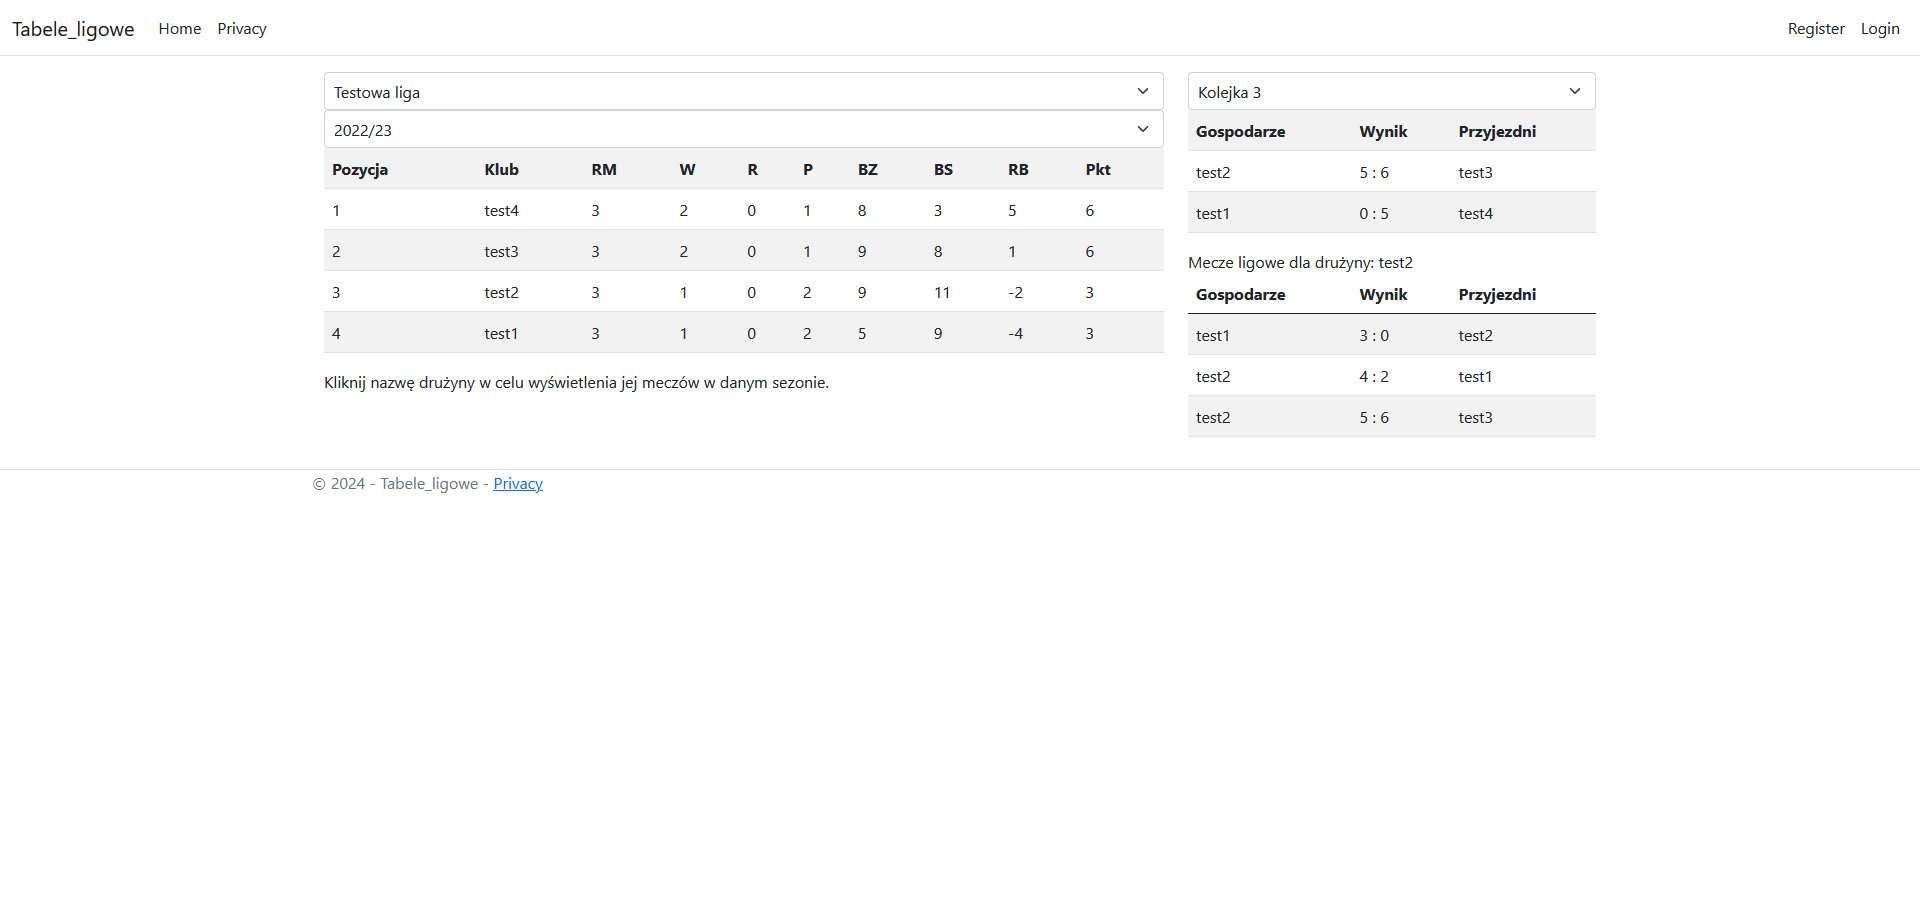 Tabele_ligowe Home Privacy Register Login
Testowa liga
2022/23
Pozycja Klub RM W R P BZ BS RB Pkt
1 test4 3 2 0 1 8 3 5 6
2 test3 3 2 0 1 9 8 1 6
3 test2 3 1 0 2 9 11 -2 3
4 test1 3 1 0 2 5 9 -4 3
Kliknij nazwę drużyny w celu wyświetlenia jej meczów w danym sezonie.
Kolejka 3
Gospodarze Wynik Przyjezdni
test2 5 : 6 test3
test1 0 : 5 test4
Mecze ligowe dla drużyny: test2
Gospodarze Wynik Przyjezdni
test1 3 : 0 test2
test2 4 : 2 test1
test2 5 : 6 test3
© 2024 - Tabele_ligowe - Privacy